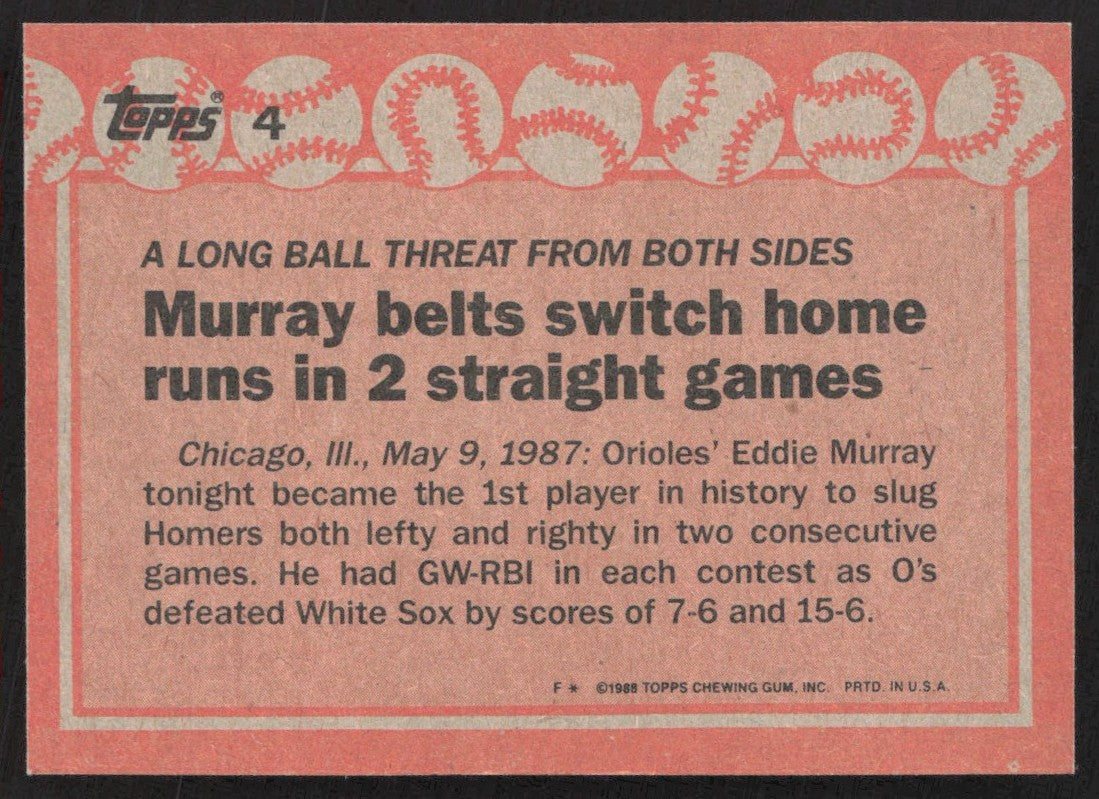 TOPPS® 4
A LONG BALL THREAT FROM BOTH SIDES
Murray belts switch home
runs in 2 straight games
Chicago, Ill., May 9, 1987: Orioles' Eddie Murray
tonight became the 1st player in history to slug
Homers both lefty and righty in two consecutive
games. He had GW-RBI in each contest as O's
defeated White Sox by scores of 7-6 and 15-6.
F * ©1988 TOPPS CHEWING GUM, INC. PRTD. IN U.S.A.